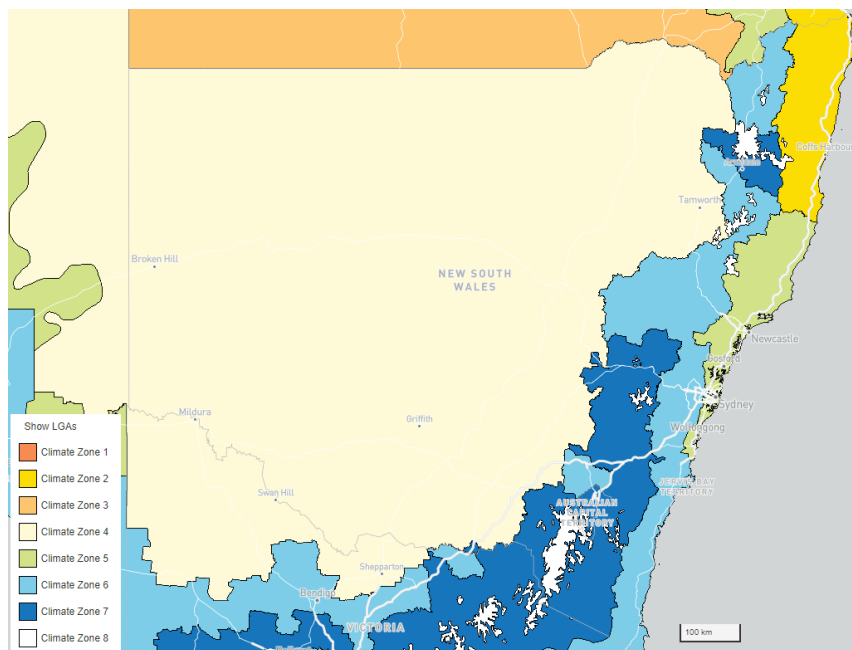 Coffs Harbour
Tamworth
Broken Hill
NEW SOUTH
WALES
Newcastle
Gosford
Sydney
Mildura
Griffith
Wollongong
JERVIS BAY
TERRITORY
Swan Hill
AUSTRALIAN
CAPITAL
TERRITORY
Shepparton
Bendigo
VICTORIA
Show LGAs
Climate Zone 1
Climate Zone 2
Climate Zone 3
Climate Zone 4
Climate Zone 5
Climate Zone 6
Climate Zone 7
Climate Zone 8
100 km